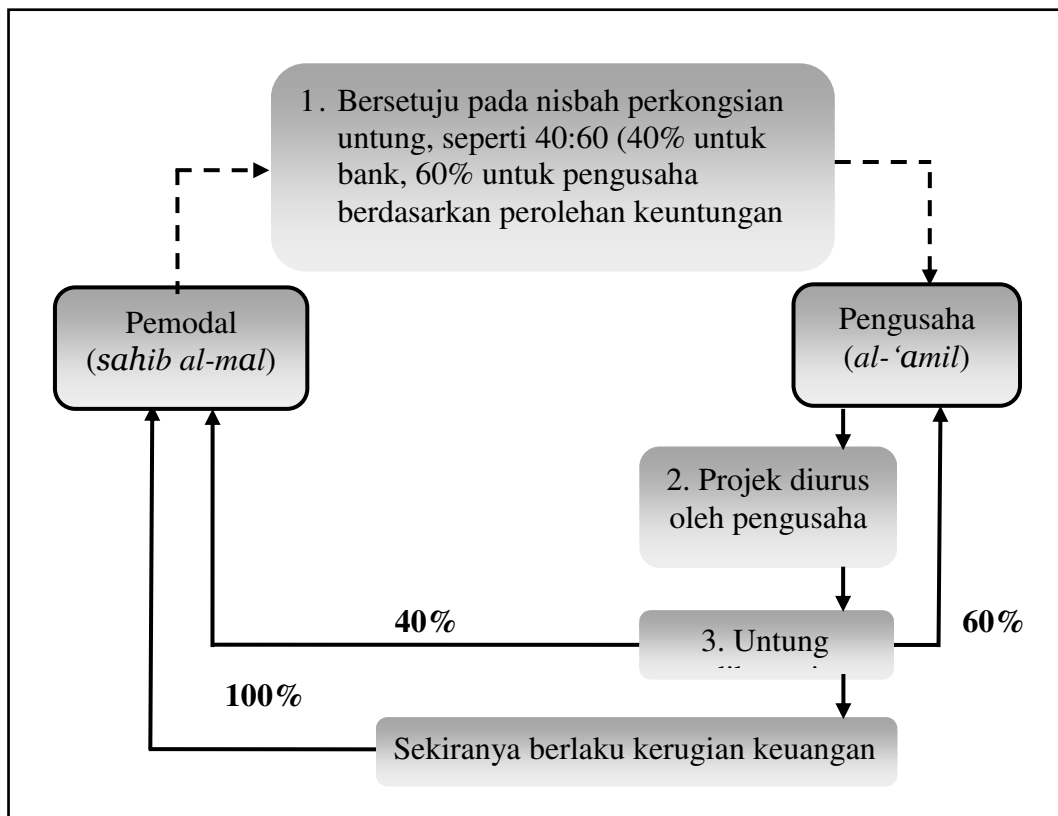 1. Bersetuju pada nisbah perkongsian
untung, seperti 40:60 (40% untuk
bank, 60% untuk pengusaha
berdasarkan perolehan keuntungan
Pemodal
(sahib al-mal)
Pengusaha
(al-‘amil)
2. Projek diurus
oleh pengusaha
40%
3. Untung
60%
100%
Sekiranya berlaku kerugian keuangan